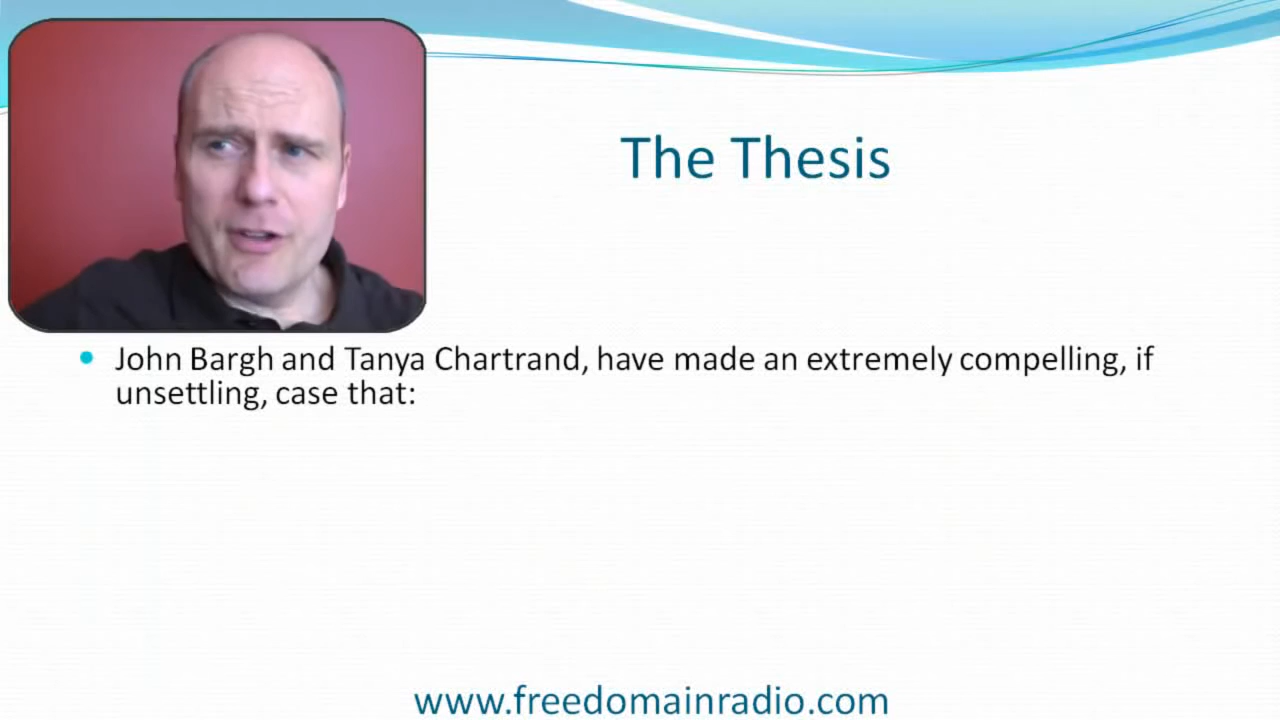 The Thesis
John Bargh and Tanya Chartrand, have made an extremely compelling, if
unsettling, case that:
www.freedomainradio.com